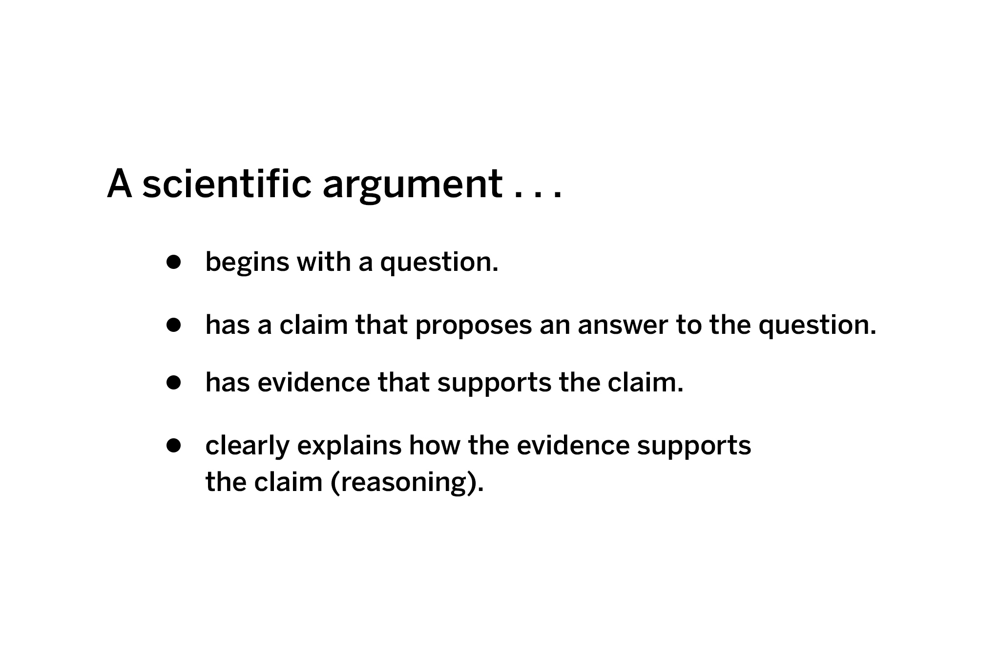 A scientific argument . . .
● begins with a question.
● has a claim that proposes an answer to the question.
● has evidence that supports the claim.
● clearly explains how the evidence supports
the claim (reasoning).